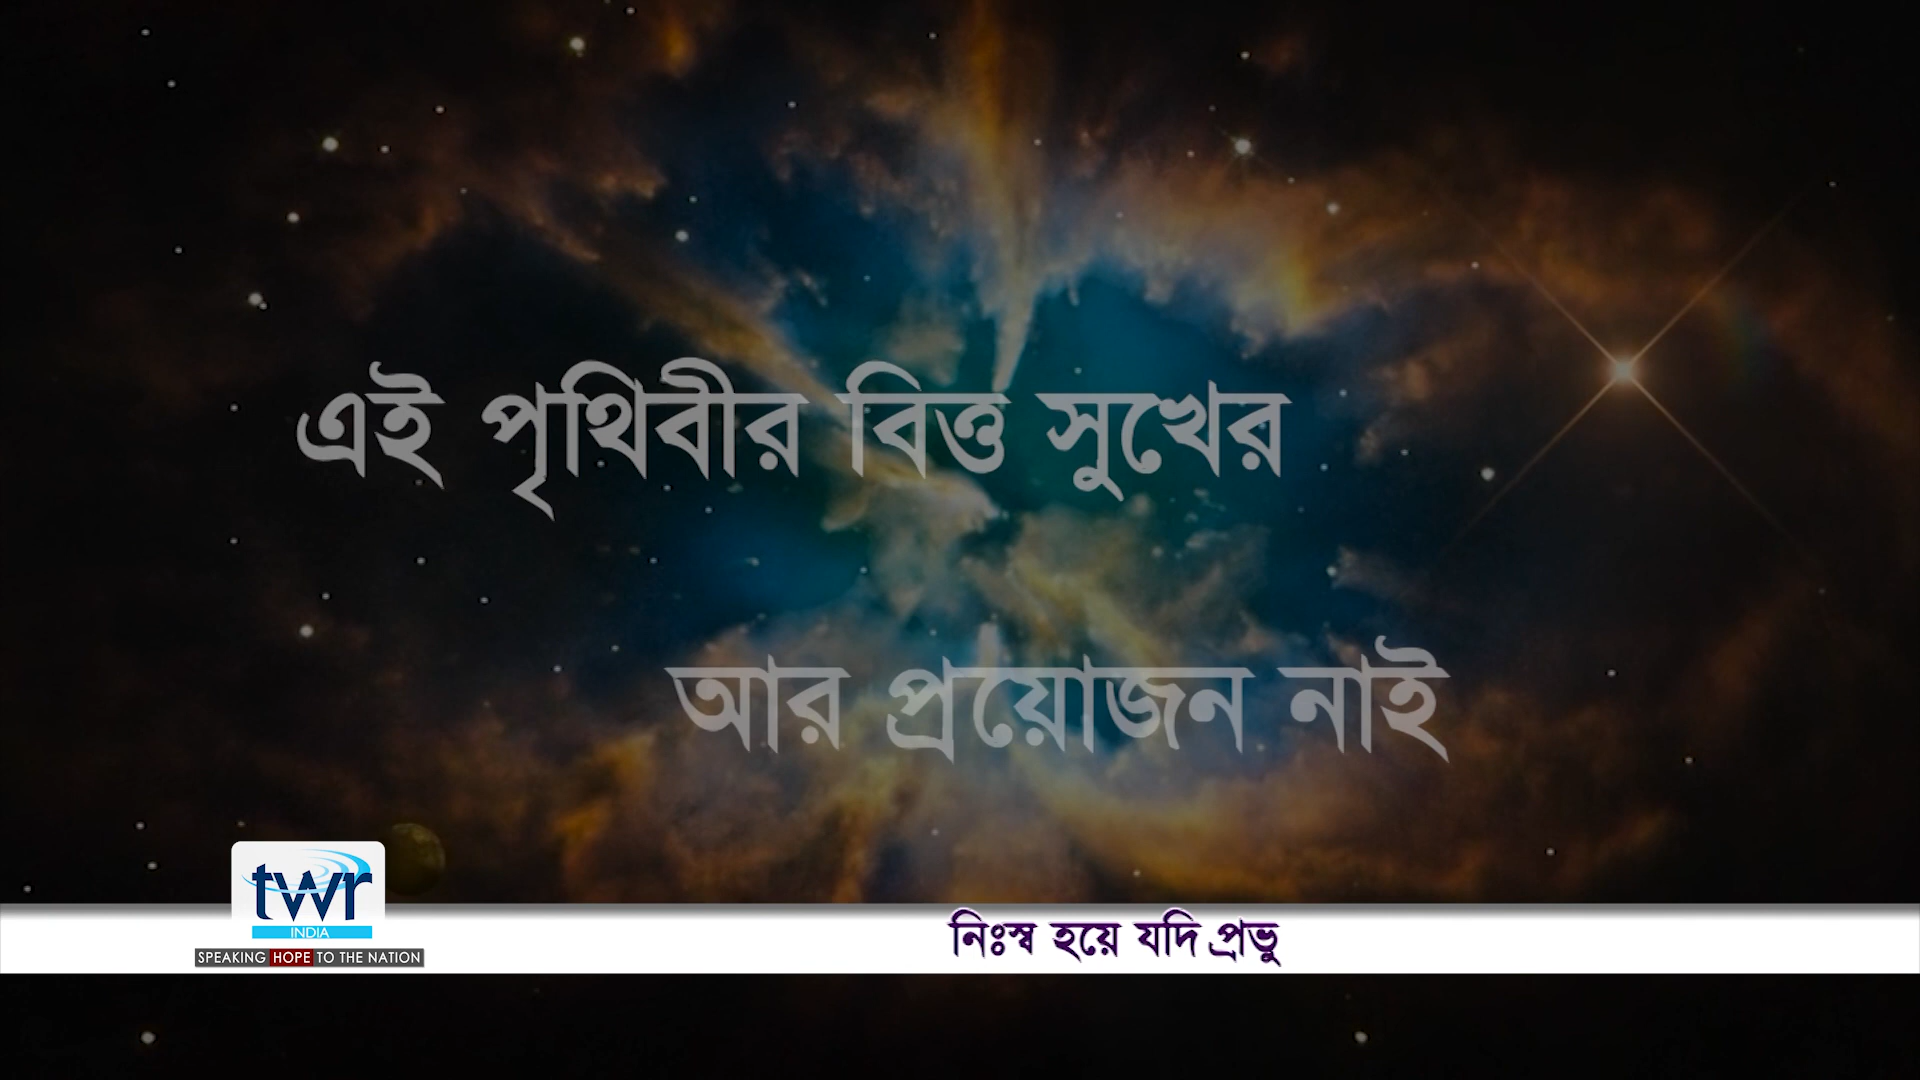 এই পৃথিবীর বিত্ত সুখের
আর প্রয়োজন নাই
twr
INDIA
SPEAKING HOPE TO THE NATION
নিঃস্ব হয়ে যদি প্রভু